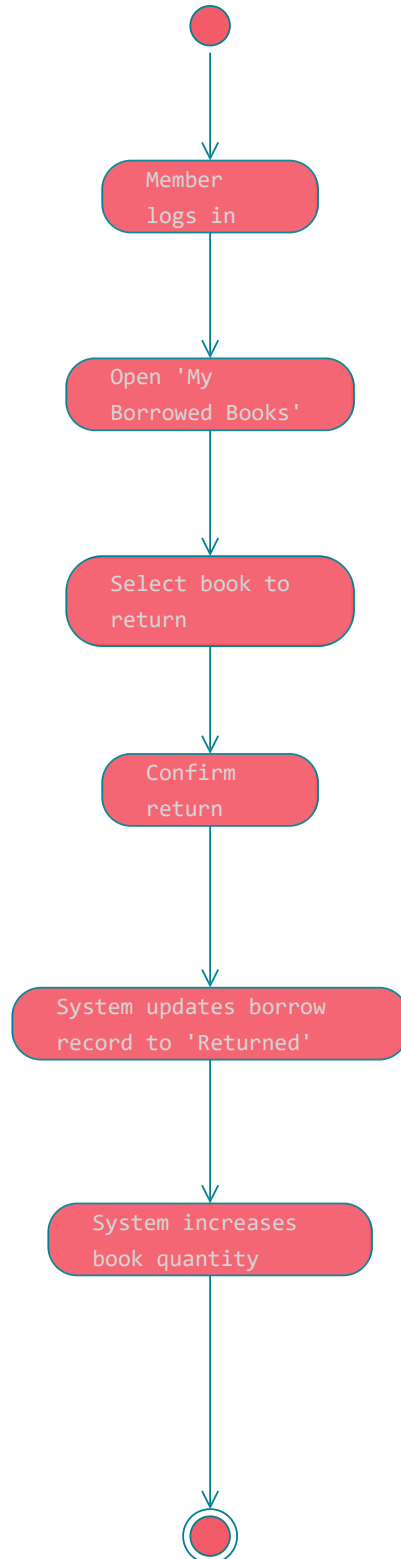 Member
logs in
Open 'My
Borrowed Books'
Select book to
return
Confirm
return
System updates borrow
record to 'Returned'
System increases
book quantity